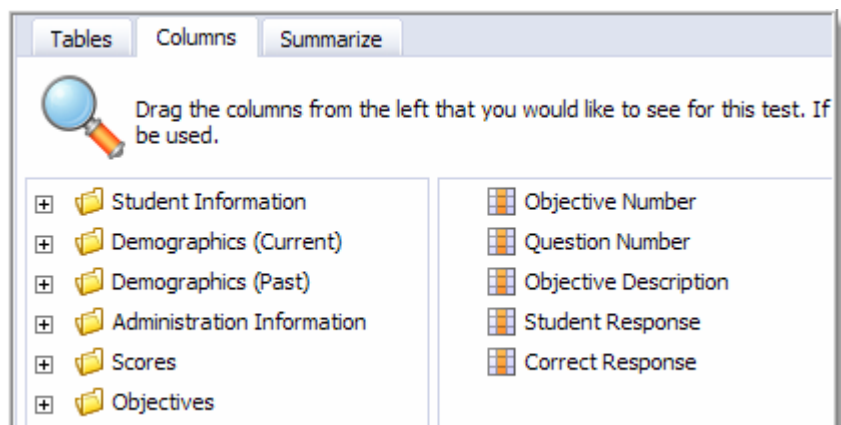 Tables Columns Summarize
Drag the columns from the left that you would like to see for this test. If
be used.
Student Information
Demographics (Current)
Demographics (Past)
Administration Information
Scores
Objectives
Objective Number
Question Number
Objective Description
Student Response
Correct Response